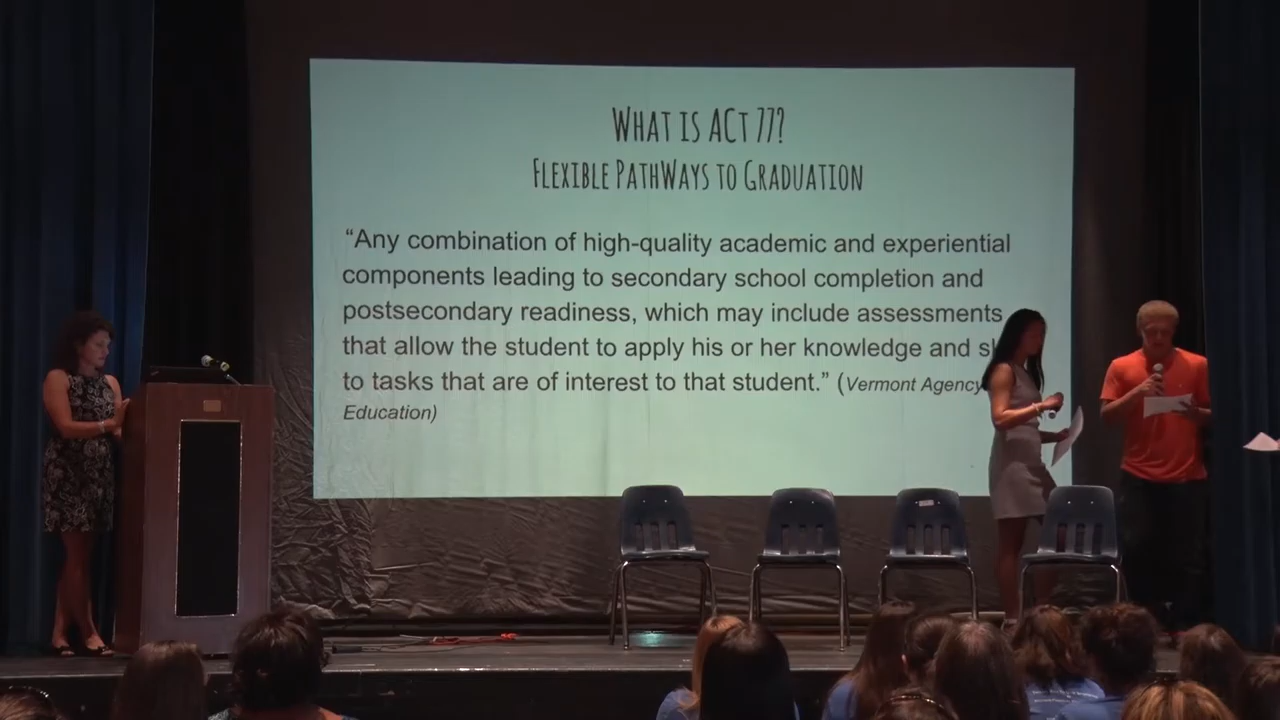 What is Act 77?
Flexible PathWays to Graduation
“Any combination of high-quality academic and experiential
components leading to secondary school completion and
postsecondary readiness, which may include assessments
that allow the student to apply his or her knowledge and
to tasks that are of interest to that student.” (Vermont Agency
Education)